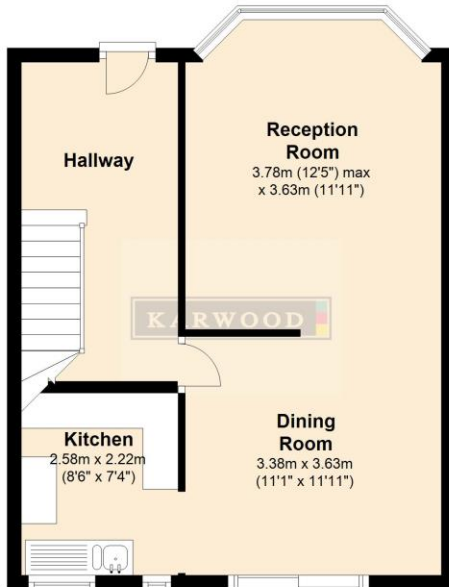 Hallway
Reception
Room
3.78m (12'5") max
x 3.63m (11'11")
KARWOOD
Kitchen
2.58m x 2.22m
(8'6" x 7'4")
Dining
Room
3.38m x 3.63m
(11'1" x 11'11")